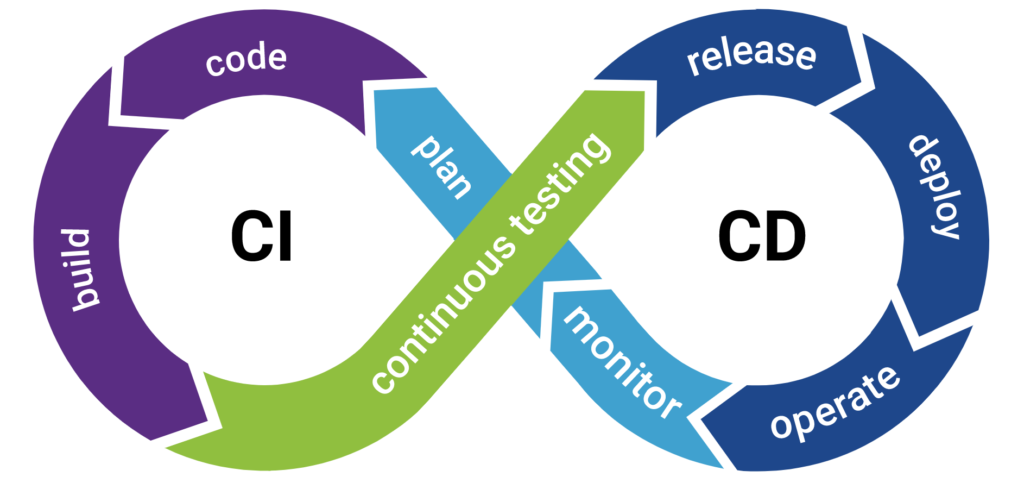 code
build
CI
plan
continuous testing
release
deploy
CD
operate
monitor